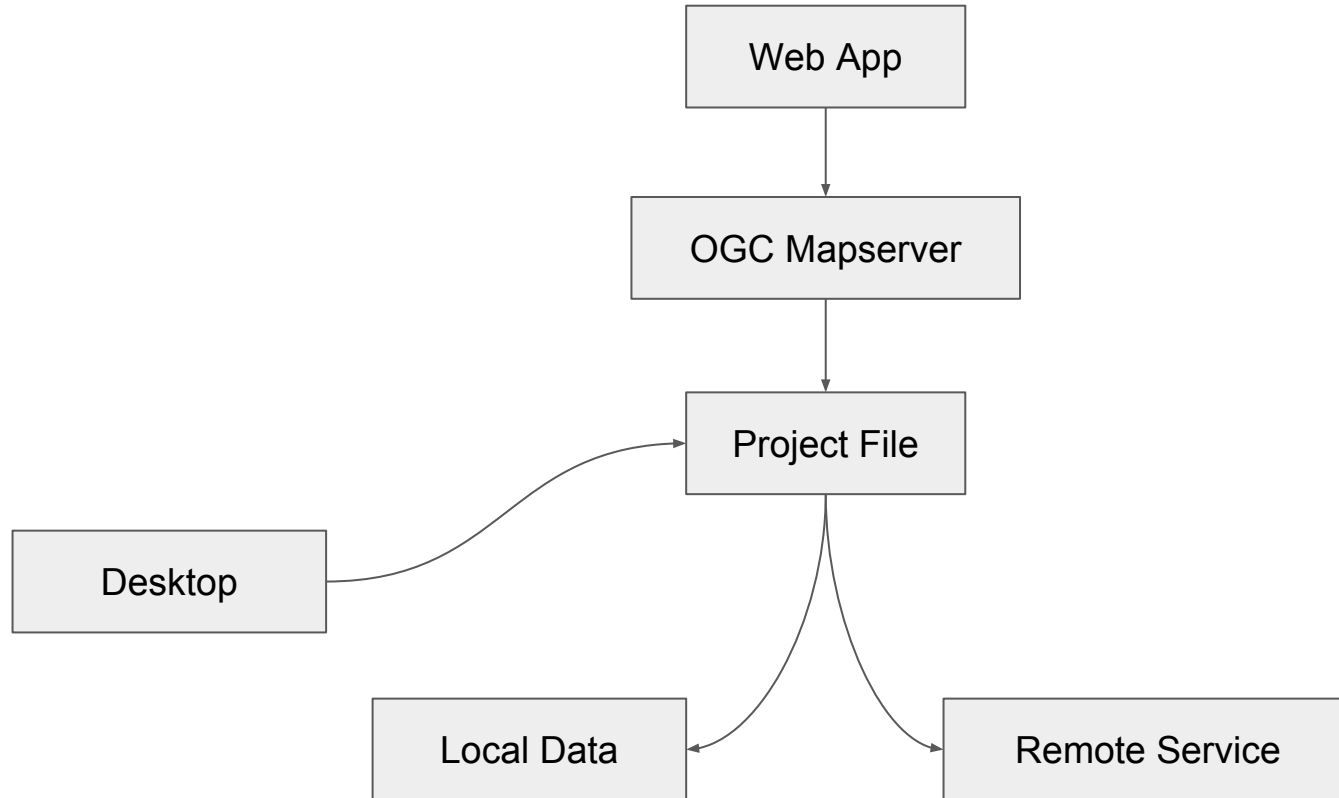 Web App
OGC Mapserver
Project File
Desktop
Local Data
Remote Service